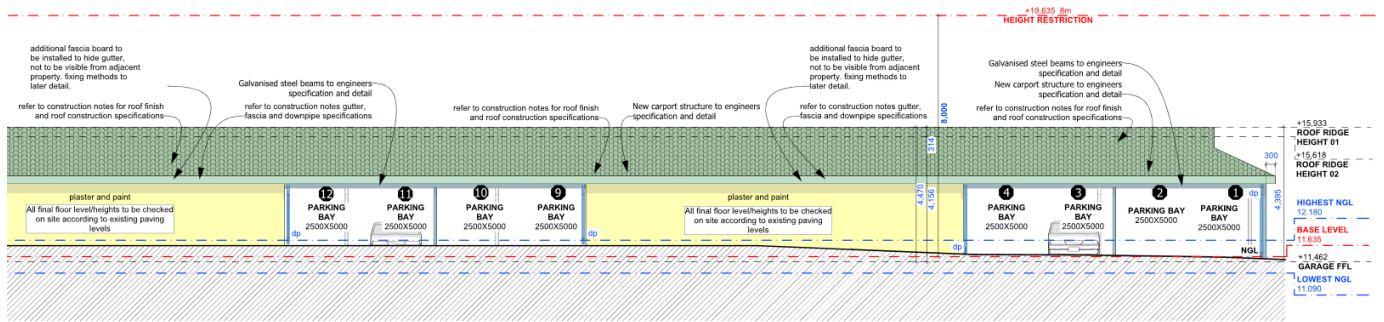 +19.635  8m
HEIGHT RESTRICTION
additional fascia board to
be installed to hide gutter,
not to be visible from adjacent
property. fixing methods to
later detail.
Galvanised steel beams to engineers
specification and detail
refer to construction notes for roof finish
and roof construction specifications
refer to construction notes gutter,
fascia and downpipe specifications
refer to construction notes for roof finish
and roof construction specifications
New carport structure to engineers
specification and detail
additional fascia board to
be installed to hide gutter,
not to be visible from adjacent
property. fixing methods to
later detail.
refer to construction notes gutter,
fascia and downpipe specifications
8,000
Galvanised steel beams to engineers
specification and detail
New carport structure to engineers
specification and detail
refer to construction notes for roof finish
and roof construction specifications
314
+15,933
ROOF RIDGE
HEIGHT 01
+15,618
ROOF RIDGE
HEIGHT 02
300
4,470
4,156
4,395
plaster and paint
All final floor level/heights to be checked
on site according to existing paving
levels
dp
12
PARKING
BAY
2500X5000
11
PARKING
BAY
2500X5000
10
PARKING
BAY
2500X5000
9
PARKING
BAY
2500X5000
dp
plaster and paint
All final floor level/heights to be checked
on site according to existing paving
levels
dp
4
PARKING
BAY
2500X5000
3
PARKING
BAY
2500X5000
2
PARKING BAY
2500X5000
1
PARKING
BAY
2500X5000
dp
NGL
HIGHEST NGL
12.180
BASE LEVEL
11.635
+11,462
GARAGE FFL
LOWEST NGL
11.090